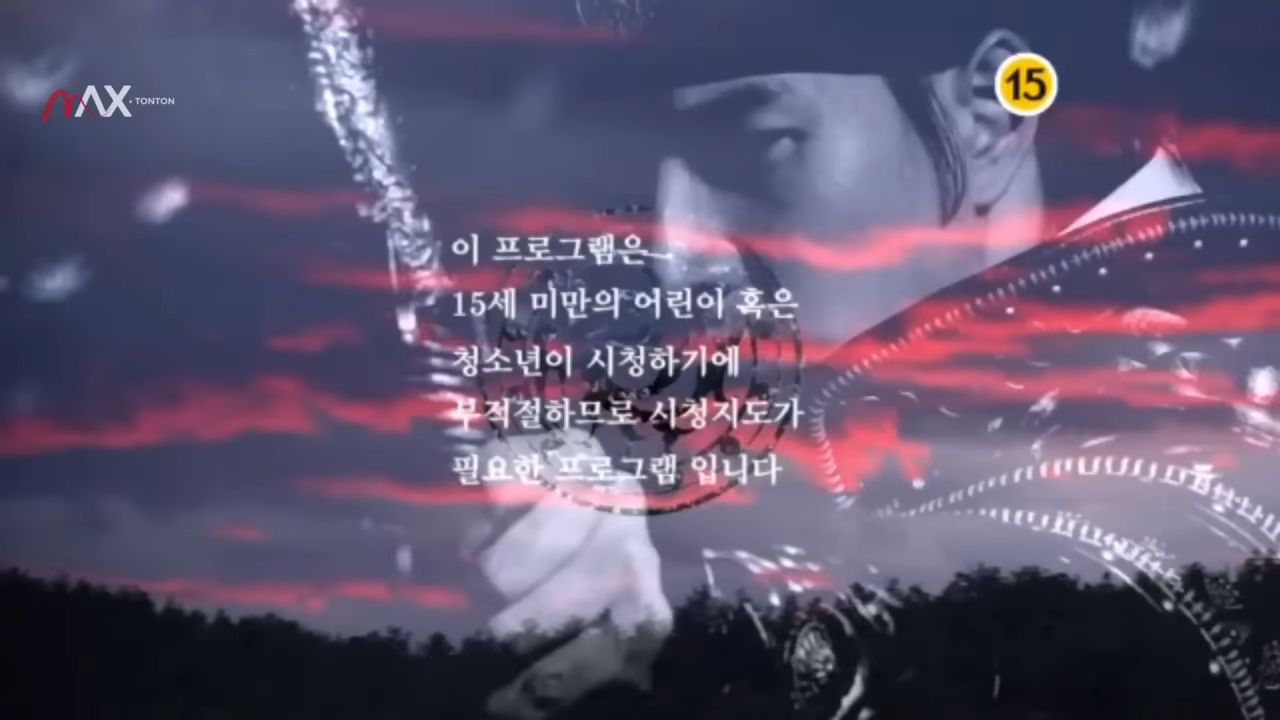 MAX
• TONTON
15
이 프로그램은
15세 미만의 어린이 혹은
청소년이 시청하기에
부적절하므로 시청지도가
필요한 프로그램 입니다